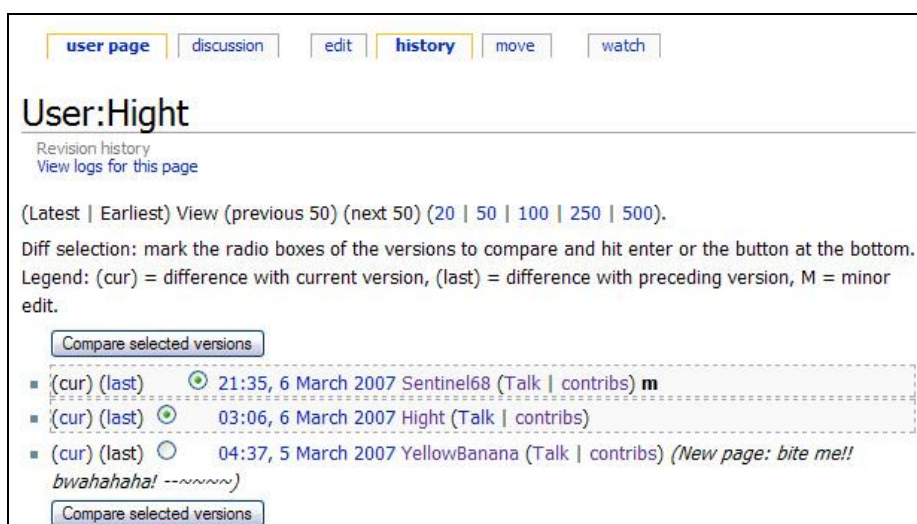 user page discussion edit history move watch
User:Hight
Revision history
View logs for this page
(Latest | Earliest) View (previous 50) (next 50) (20 | 50 | 100 | 250 | 500).
Diff selection: mark the radio boxes of the versions to compare and hit enter or the button at the bottom.
Legend: (cur) = difference with current version, (last) = difference with preceding version, M = minor
edit.
Compare selected versions
(cur) (last) 21:35, 6 March 2007 Sentinel68 (Talk | contribs) m
(cur) (last) 03:06, 6 March 2007 Hight (Talk | contribs)
(cur) (last) 04:37, 5 March 2007 YellowBanana (Talk | contribs) (New page: bite me!!
bwahahaha! --~~~~)
Compare selected versions